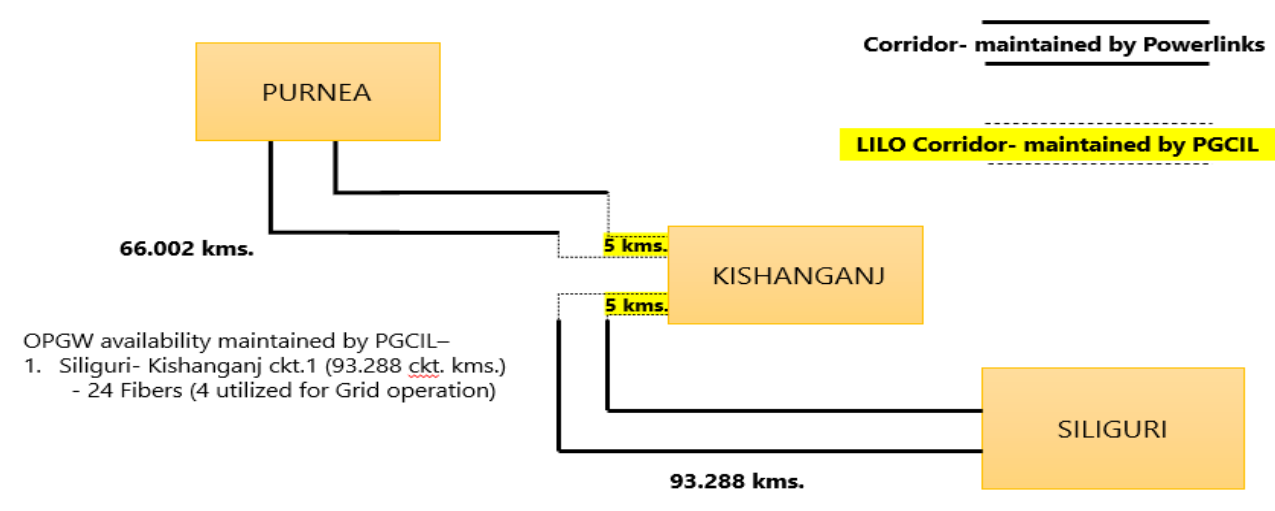 Corridor- maintained by Powerlinks
PURNEA
LILO Corridor- maintained by PGCIL
66.002 kms.
5 kms.
KISHANGANJ
5 kms.
OPGW availability maintained by PGCIL–
1. Siliguri- Kishanganj ckt.1 (93.288 ckt. kms.)
- 24 Fibers (4 utilized for Grid operation)
SILIGURI
93.288 kms.